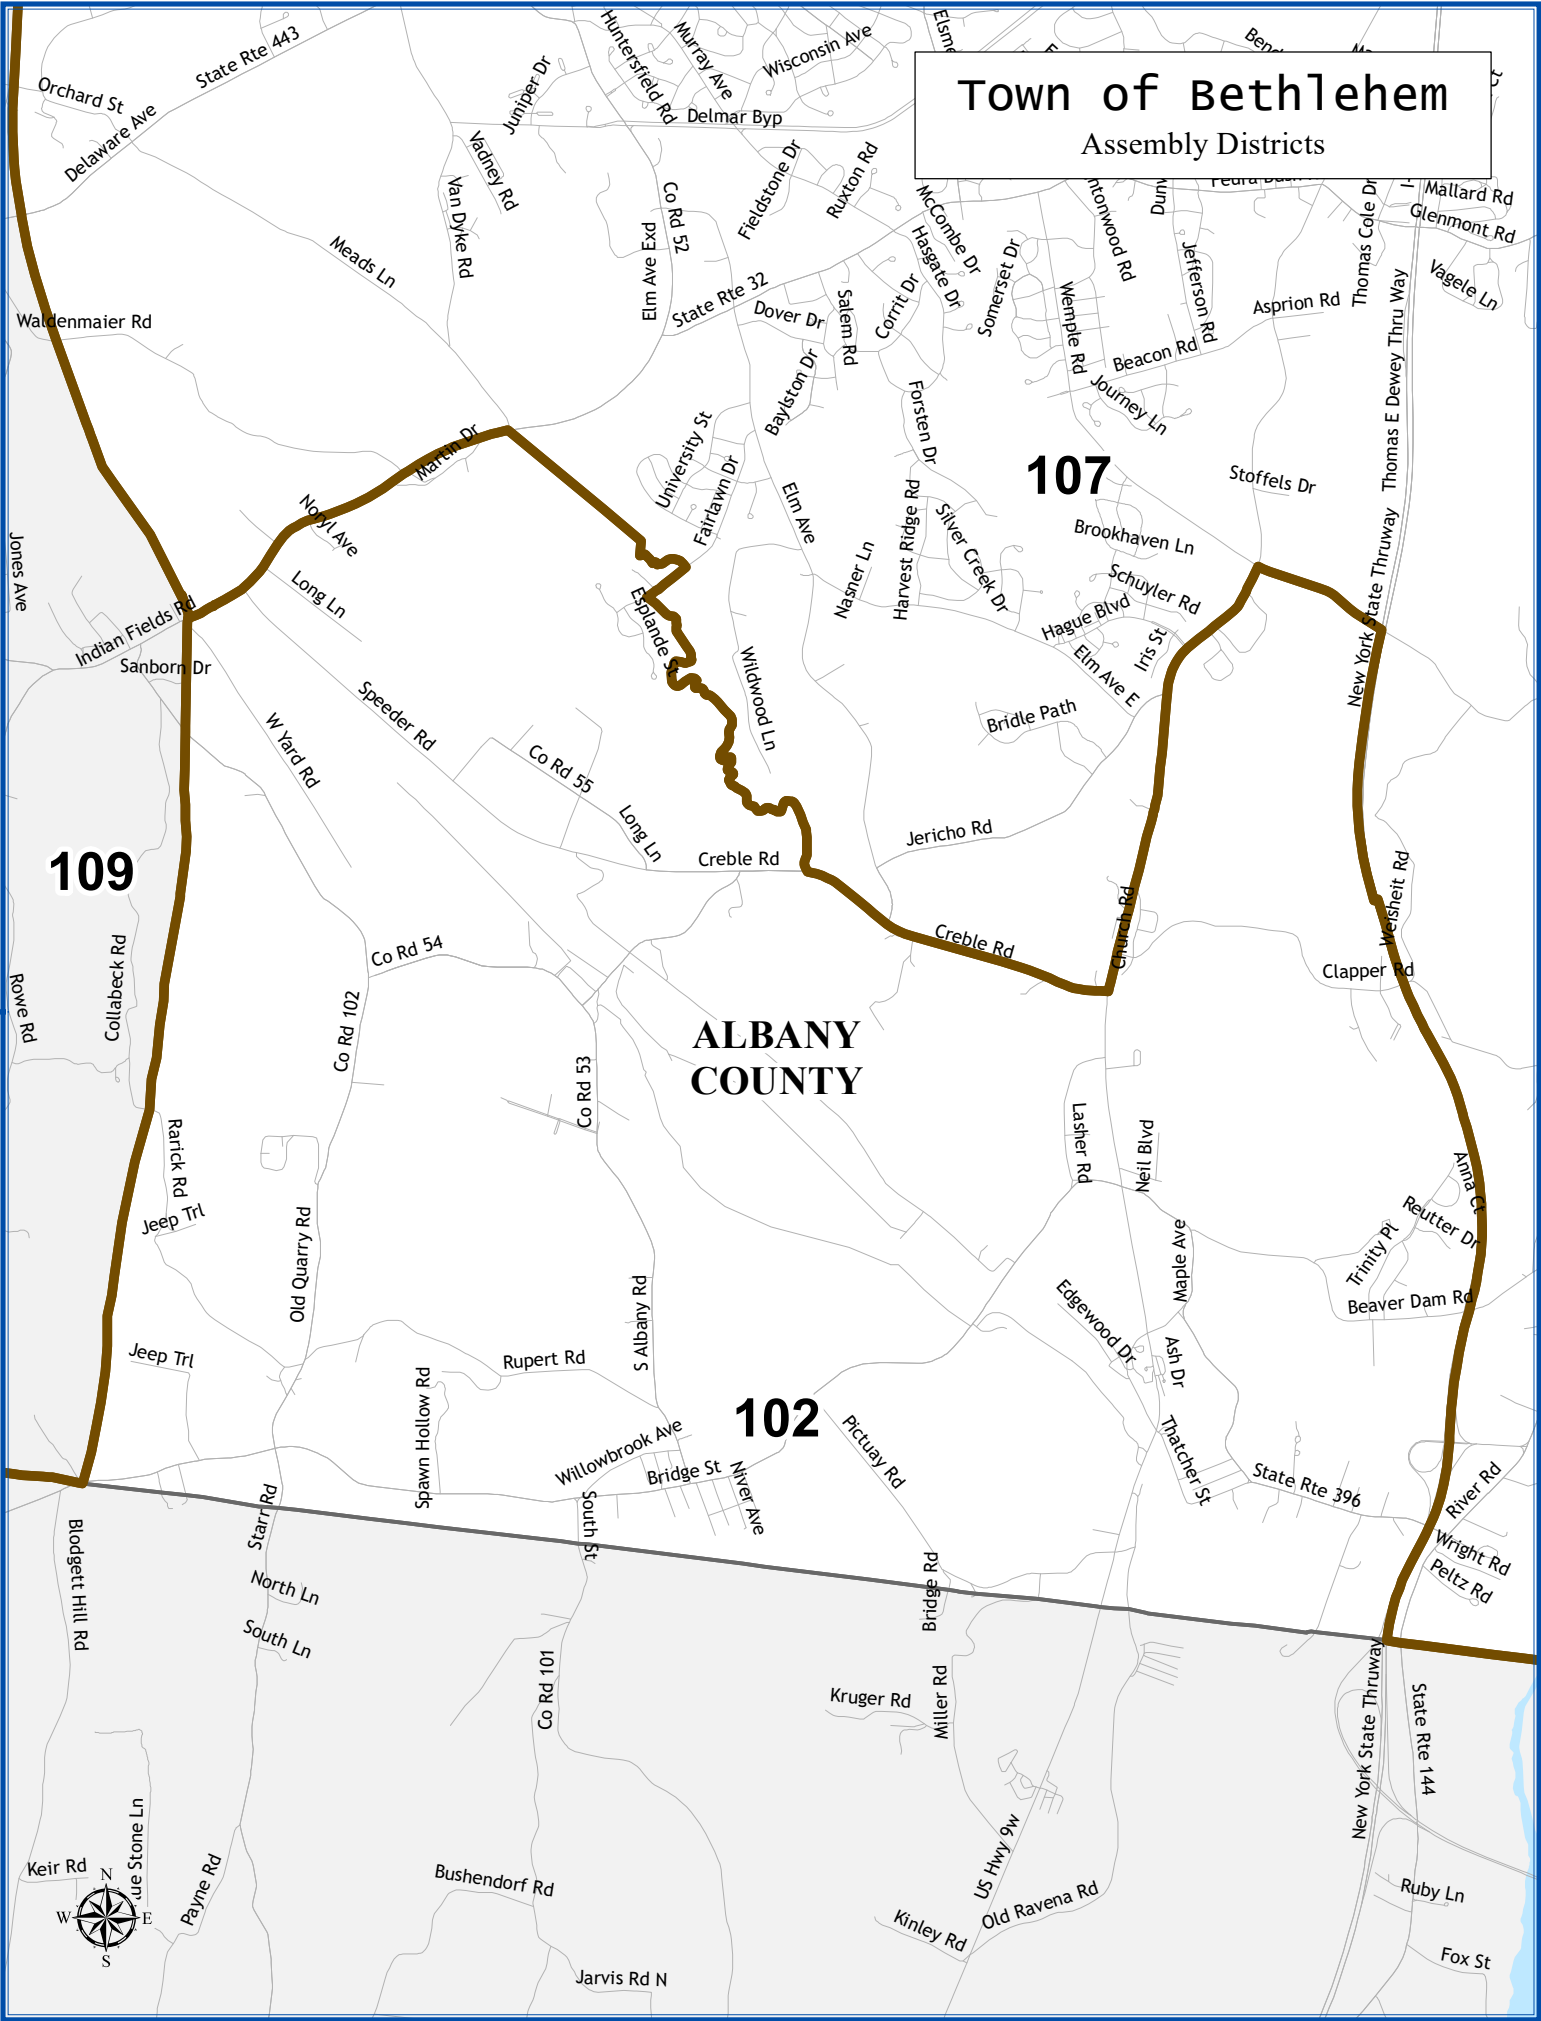 Town of Bethlehem
Assembly Districts
State Rte 443
Orchard St
Delaware Ave
Juniper Dr
Huntersfield Rd
Murray Ave
Wisconsin Ave
Delmar Byp
Vadney Rd
Van Dyke Rd
Meads Ln
Co Rd 52
Elm Ave Exd
Fieldstone Dr
Ruxton Rd
McCombe Dr
Hasgate Dr
Somerset Dr
Wemple Rd
Jefferson Rd
Thomas Cole Dr
Mallard Rd
Glenmont Rd
Vagele Ln
Asprion Rd
Beacon Rd
Journey Ln
Waldenmaier Rd
State Rte 32
Dover Dr
Salem Rd
Corrit Dr
Baylston Dr
Forsten Dr
University St
Fairlawn Dr
Elm Ave
Martin Dr
Noryl Ave
Long Ln
107
Stoffels Dr
Thomas E Dewey Thru Way
New York State Thruway
Brookhaven Ln
Schuyler Rd
Hague Blvd
Iris St
Elm Ave E
Harvest Ridge Rd
Silver Creek Dr
Nasner Ln
Jones Ave
Indian Fields Rd
Sanborn Dr
Esplande St
Wildwood Ln
Speeder Rd
W Yard Rd
Co Rd 55
Long Ln
Bridle Path
Jericho Rd
Creble Rd
109
Creble Rd
Church Rd
Weisheit Rd
Clapper Rd
Collabeck Rd
Rowe Rd
Co Rd 54
Co Rd 102
ALBANY
COUNTY
Co Rd 53
Lasher Rd
Neil Blvd
Rarick Rd
Jeep Trl
Old Quarry Rd
Anna Ct
Reutter Dr
Trinity Pl
Maple Ave
Beaver Dam Rd
S Albany Rd
Edgewood Dr
Ash Dr
Jeep Trl
Rupert Rd
Spawn Hollow Rd
102
Willowbrook Ave
Bridge St
Niver Ave
Pictuay Rd
Thatcher St
State Rte 396
River Rd
Wright Rd
Peltz Rd
Starr Rd
South St
Blodgett Hill Rd
North Ln
South Ln
Bridge Rd
Co Rd 101
Kruger Rd
Miller Rd
New York State Thruway
State Rte 144
US Hwy 9w
Old Ravena Rd
Kinley Rd
Ruby Ln
Fox St
Keir Rd
ue Stone Ln
Payne Rd
Bushendorf Rd
Jarvis Rd N
N
W
E
S